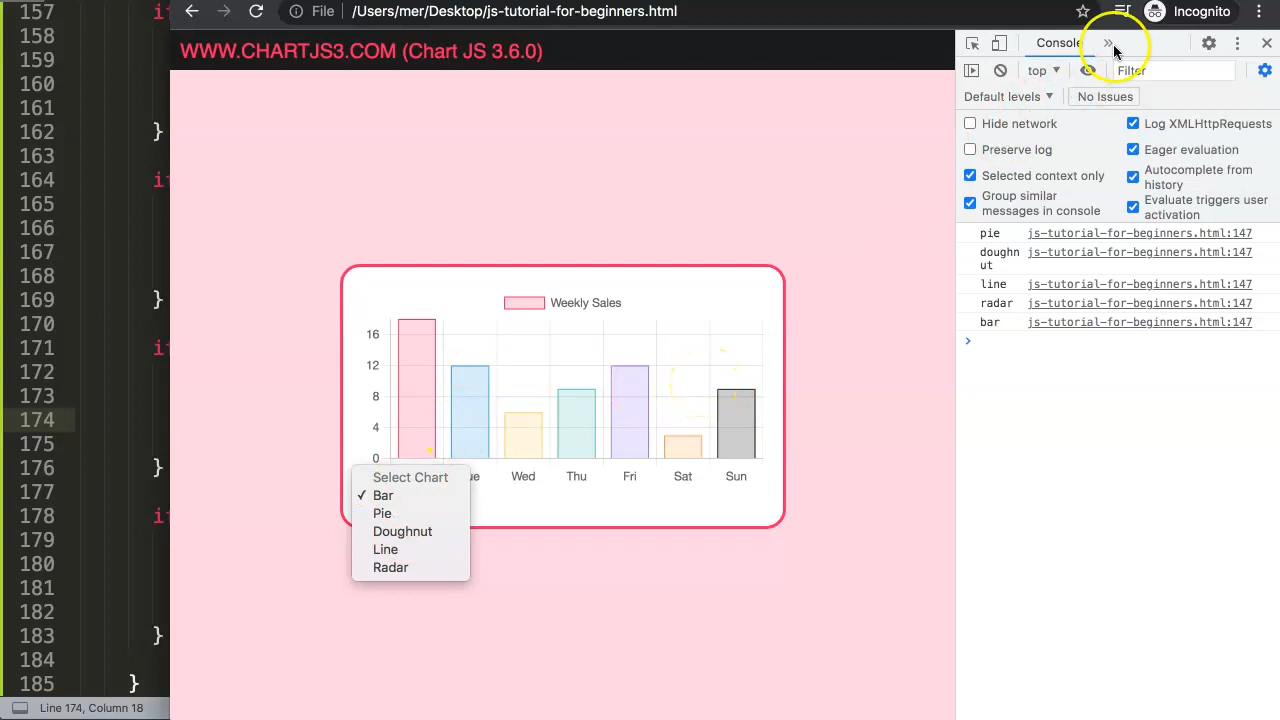 File /Users/mer/Desktop/js-tutorial-for-beginners.html Incognito
WWW.CHARTJS3.COM (Chart JS 3.6.0)
Console
top Filter
Default levels No Issues
Hide network Log XMLHttpRequests
Preserve log Eager evaluation
Selected context only Autocomplete from history
Group similar messages in console Evaluate triggers user activation
pie js-tutorial-for-beginners.html:147
doughnut js-tutorial-for-beginners.html:147
line js-tutorial-for-beginners.html:147
radar js-tutorial-for-beginners.html:147
bar js-tutorial-for-beginners.html:147
>
Weekly Sales
16
12
8
4
0
ue Wed Thu Fri Sat Sun
Select Chart
✓ Bar
Pie
Doughnut
Line
Radar
157 i
158
159
160
161
162 }
163
164 i
165
166
167
168
169 }
170
171 i
172
173
174
175
176 }
177
178 i
179
180
181
182
183 }
184
185 }
Line 174, Column 18